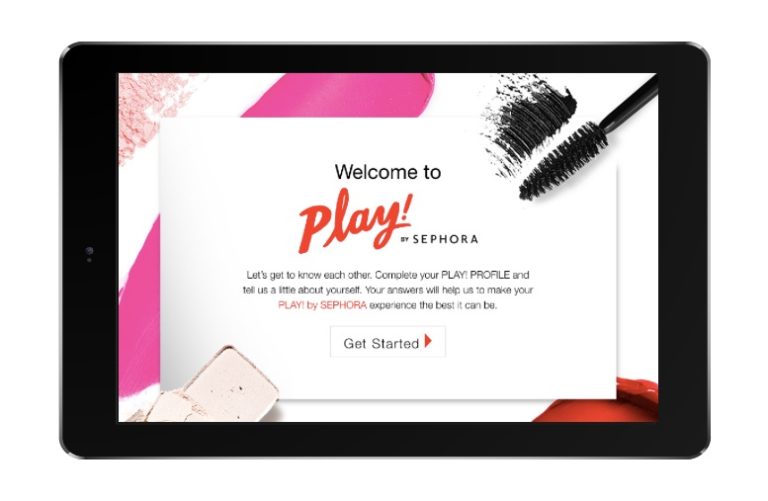 Welcome to
Play!
BY SEPHORA
Let's get to know each other. Complete your PLAY! PROFILE and
tell us a little about yourself. Your answers will help us to make your
PLAY! by SEPHORA experience the best it can be.
Get Started